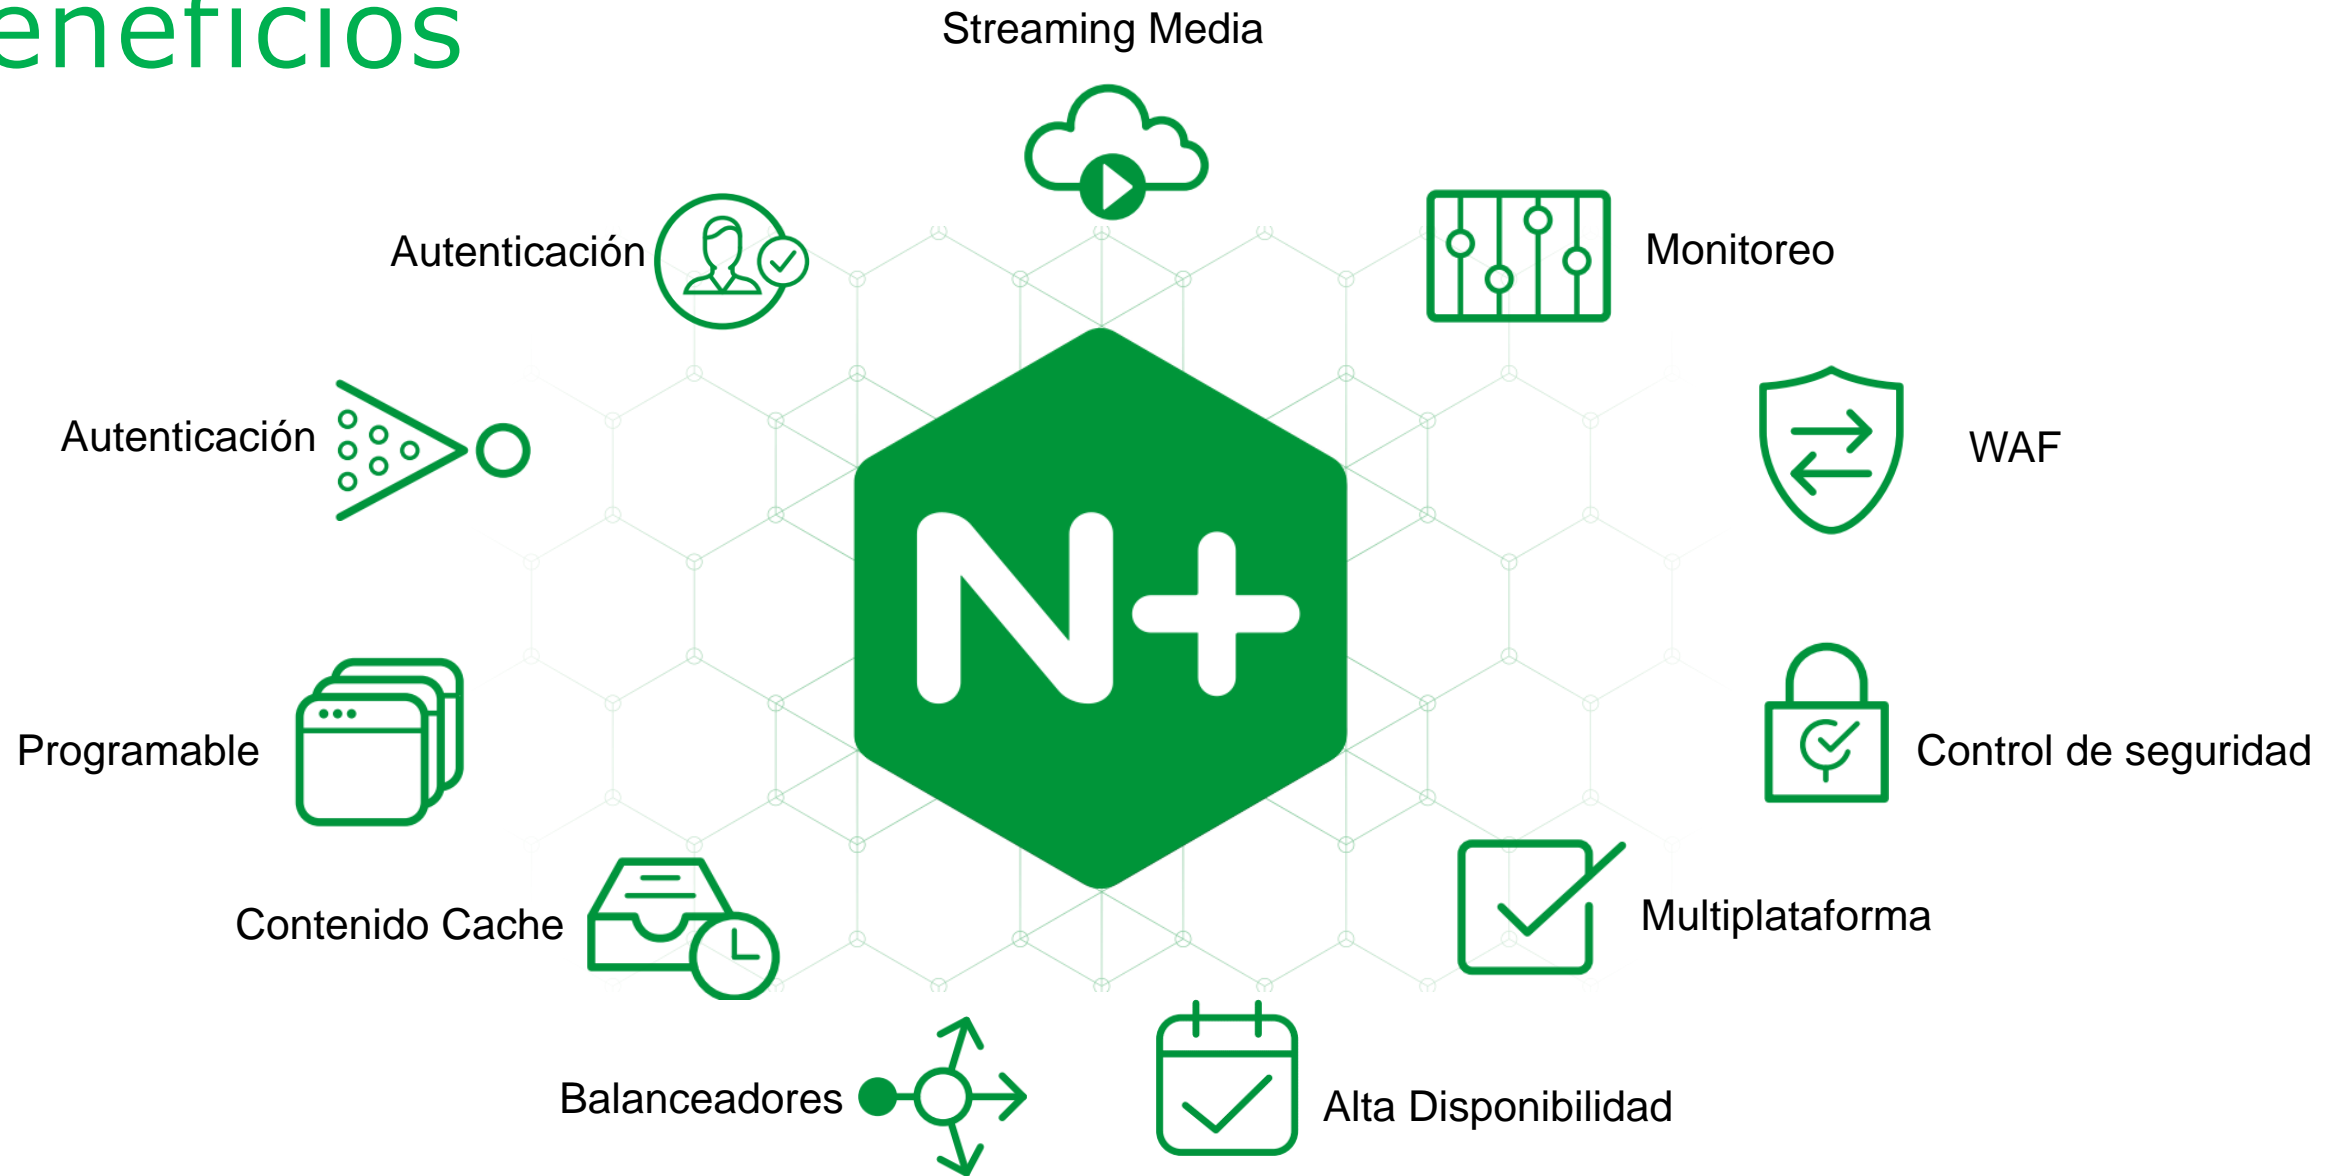 eneficios
Streaming Media
Autenticación
Monitoreo
Autenticación
WAF
N+
Programable
Control de seguridad
Contenido Cache
Multiplataforma
Balanceadores
Alta Disponibilidad